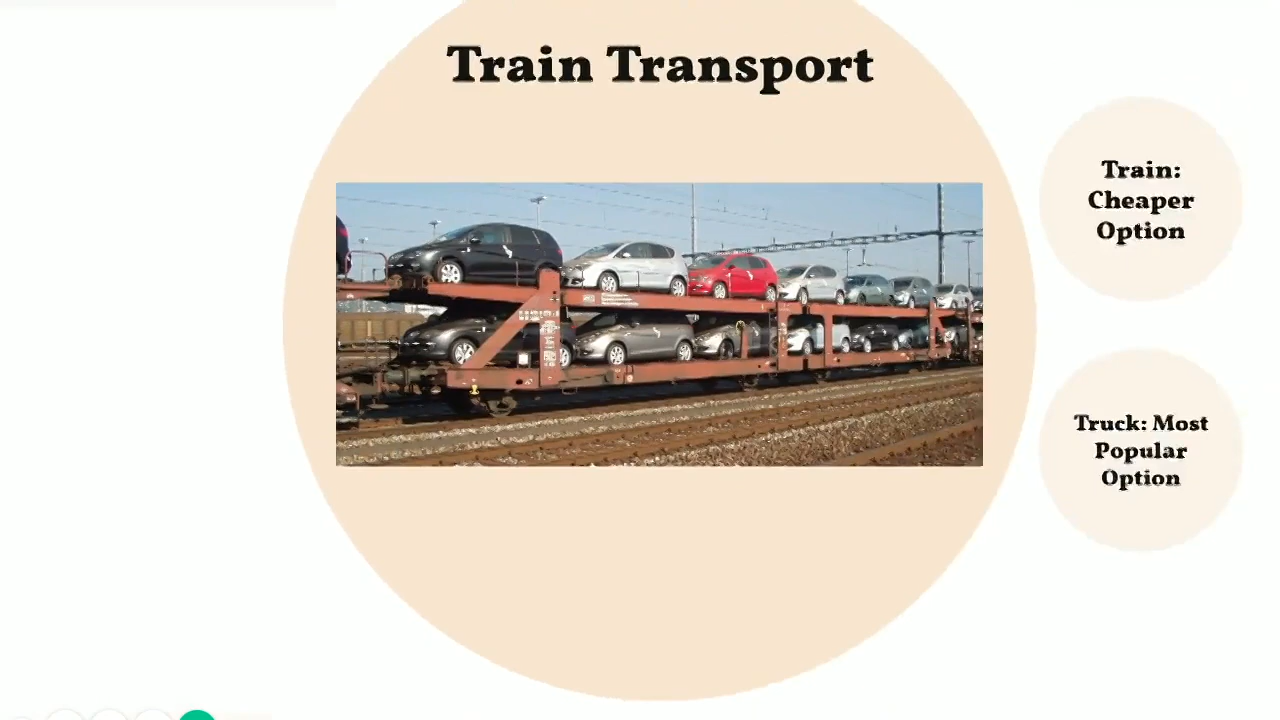 Train Transport
Train:
Cheaper
Option
Truck: Most
Popular
Option